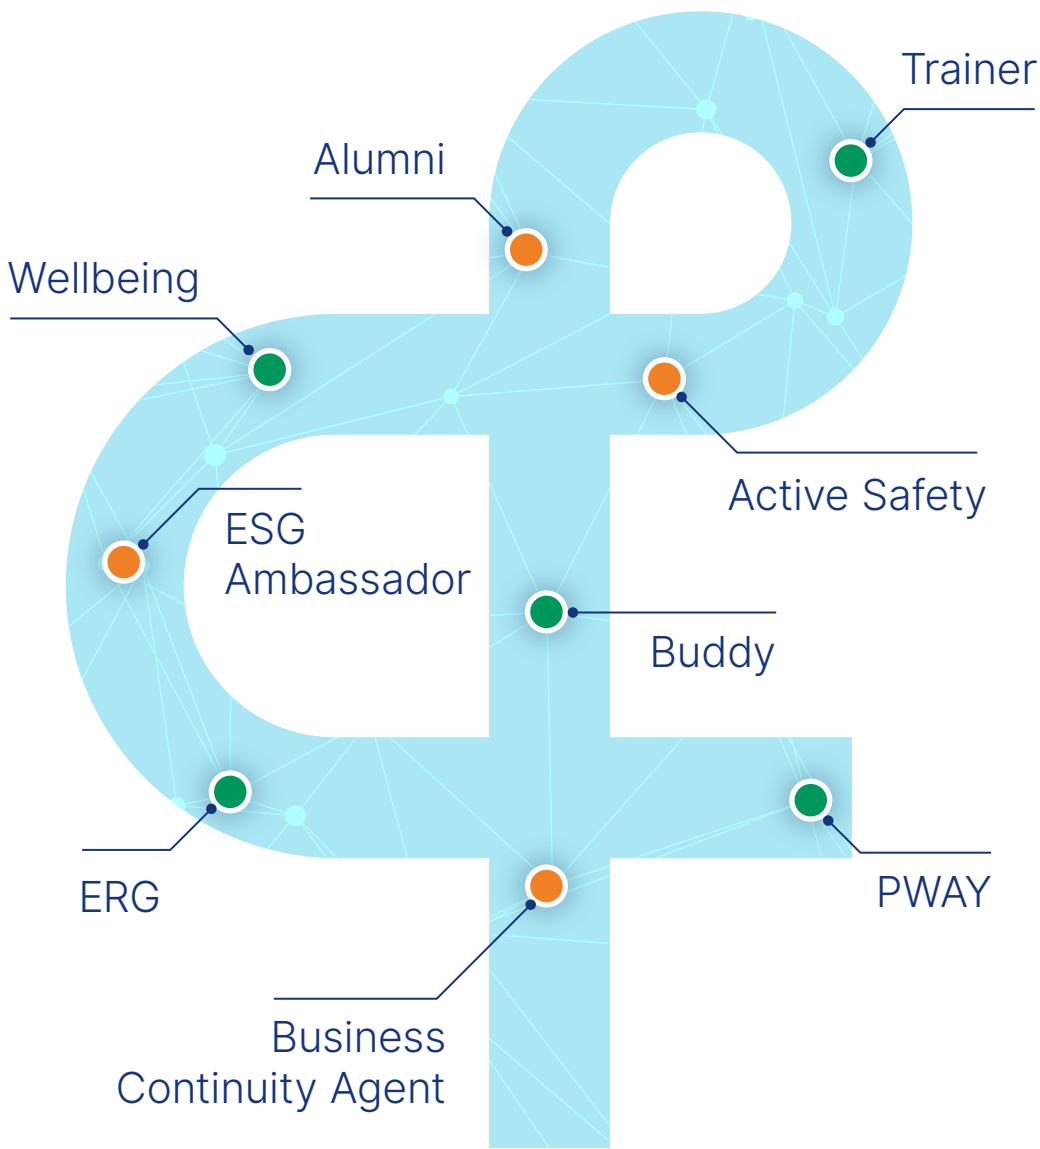 Trainer
Alumni
Wellbeing
Active Safety
ESG
Ambassador
Buddy
ERG
PWAY
Business
Continuity Agent